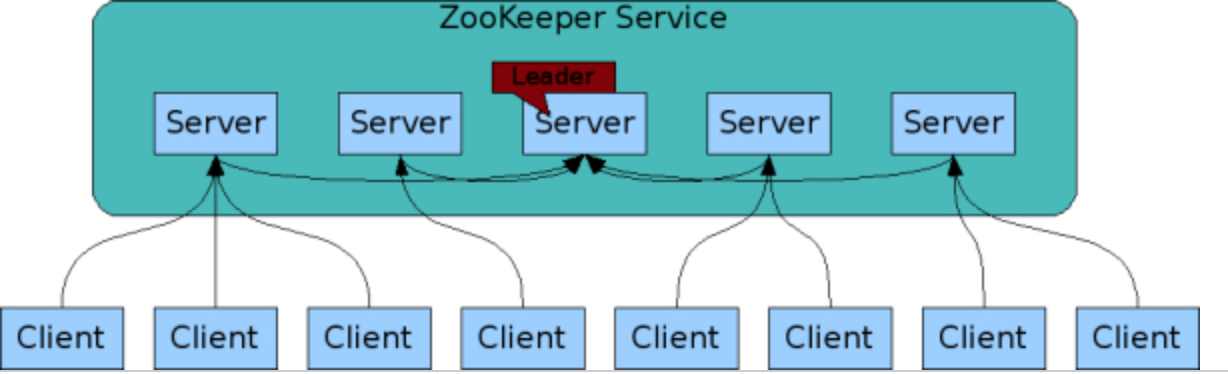 ZooKeeper Service
Leader
Server
Server
Server
Server
Server
Client
Client
Client
Client
Client
Client
Client
Client